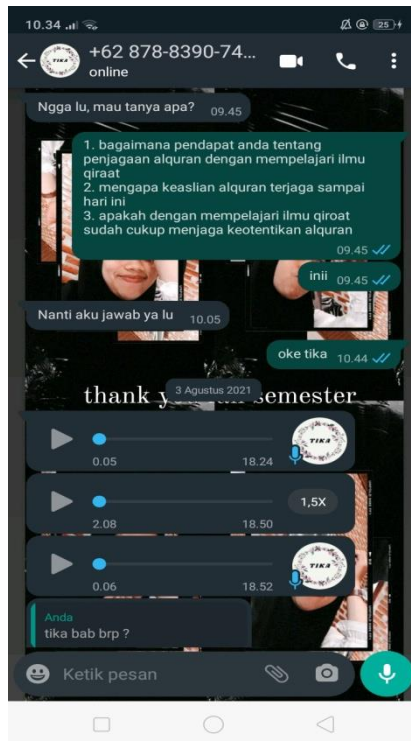 10.34
25
+62 878-8390-74...
online
Ngga lu, mau tanya apa? 09.45
1. bagaimana pendapat anda tentang
penjagaan alquran dengan mempelajari ilmu
qiraat
2. mengapa keaslian alquran terjaga sampai
hari ini
3. apakah dengan mempelajari ilmu qiroat
sudah cukup menjaga keotentikan alquran
09.45
inii 09.45
Nanti aku jawab ya lu 10.05
oke tika 10.44
3 Agustus 2021
thank semester
TIKA
0.05 18.24
1,5X
2.08 18.50
TIKA
0.06 18.52
Anda
tika bab brp ?
Ketik pesan